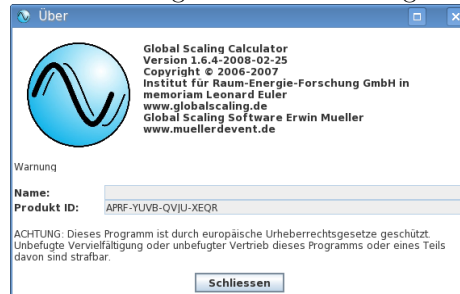 Über
Global Scaling Calculator
Version 1.6.4-2008-02-25
Copyright © 2006-2007
Institut für Raum-Energie-Forschung GmbH in
memoriam Leonard Euler
www.globalscaling.de
Global Scaling Software Erwin Mueller
www.muellerdevent.de
Warnung
Name:
Produkt ID: APRF-YUVB-QVJU-XEQR
ACHTUNG: Dieses Programm ist durch europäische Urheberrechtsgesetze geschützt.
Unbefugte Vervielfältigung oder unbefugter Vertrieb dieses Programms oder eines Teils
davon sind strafbar.
Schliessen